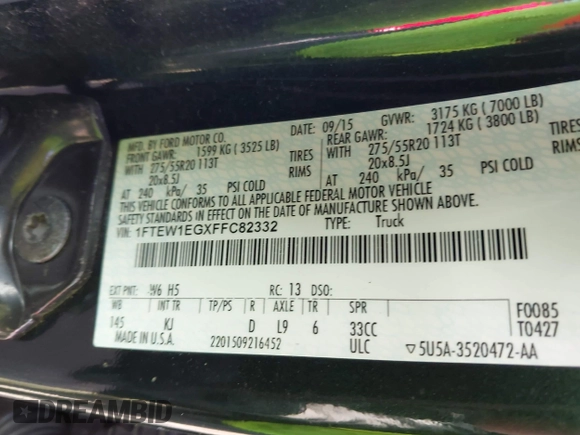 MFD. BY FORD MOTOR CO.
DATE: 09/15 GVWR: 3175 KG ( 7000 LB)
FRONT GAWR: 1599 KG ( 3525 LB)
REAR GAWR: 1724 KG ( 3800 LB)
WITH 275/55R20 113T TIRES
WITH 275/55R20 113T TIRES
20x8.5J RIMS
20x8.5J RIMS
AT 240 kPa/ 35 PSI COLD
AT 240 kPa/ 35 PSI COLD
THIS VEHICLE CONFORMS TO ALL APPLICABLE FEDERAL MOTOR VEHICLE
SAFETY STANDARDS IN EFFECT ON THE DATE OF MANUFACTURE SHOWN ABOVE.
VIN: 1FTEW1EGXFFC82332 TYPE: Truck
EXT PNT: W6 H5 RC: 13 DSO:
WB INT TR TP/PS R AXLE TR SPR F0085
145 KJ D L9 6 33CC T0427
MADE IN U.S.A. 2201509216452 ULC ▽5U5A-3520472-AA
DREAMBID